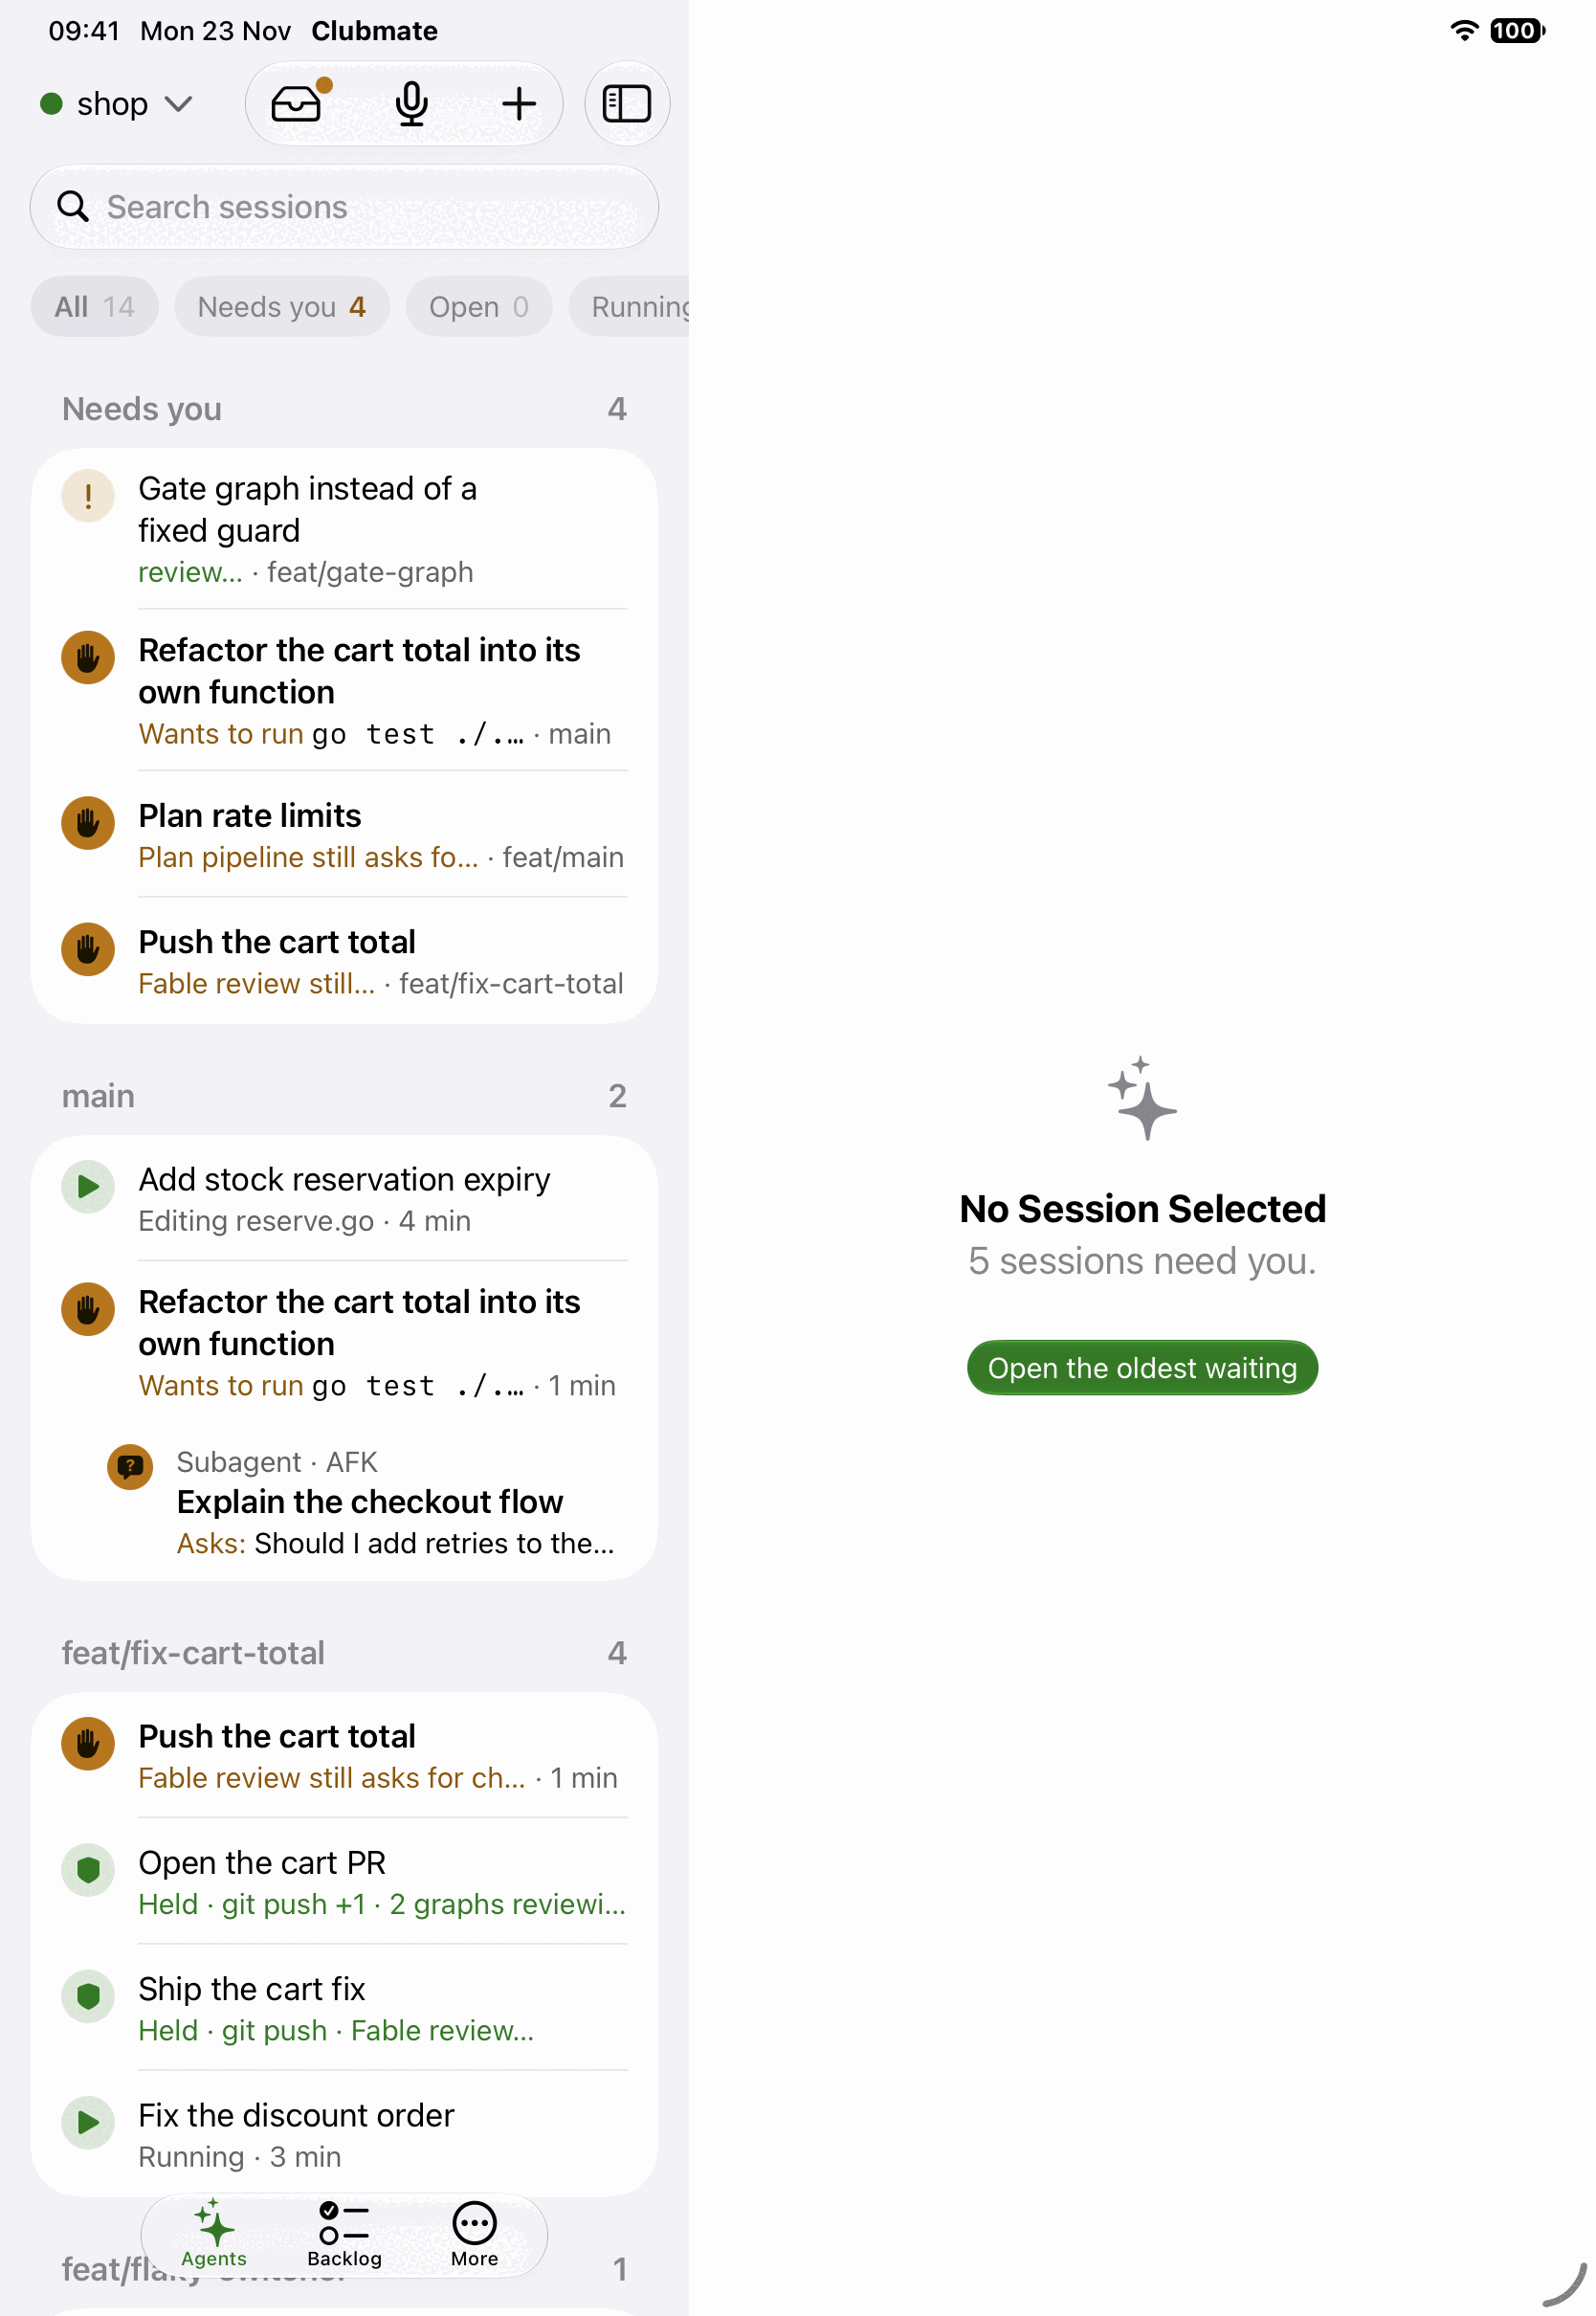 09:41 Mon 23 Nov Clubmate
100
shop
Search sessions
All 14 Needs you 4 Open 0 Running
Needs you 4
Gate graph instead of a
fixed guard
review... · feat/gate-graph
Refactor the cart total into its
own function
Wants to run go test ./.… · main
Plan rate limits
Plan pipeline still asks fo... · feat/main
Push the cart total
Fable review still... · feat/fix-cart-total
main 2
Add stock reservation expiry
Editing reserve.go · 4 min
Refactor the cart total into its
own function
Wants to run go test ./.… · 1 min
Subagent · AFK
Explain the checkout flow
Asks: Should I add retries to the...
feat/fix-cart-total 4
Push the cart total
Fable review still asks for ch... · 1 min
Open the cart PR
Held · git push +1 · 2 graphs reviewi...
Ship the cart fix
Held · git push · Fable review...
Fix the discount order
Running · 3 min
Agents Backlog More
1
No Session Selected
5 sessions need you.
Open the oldest waiting